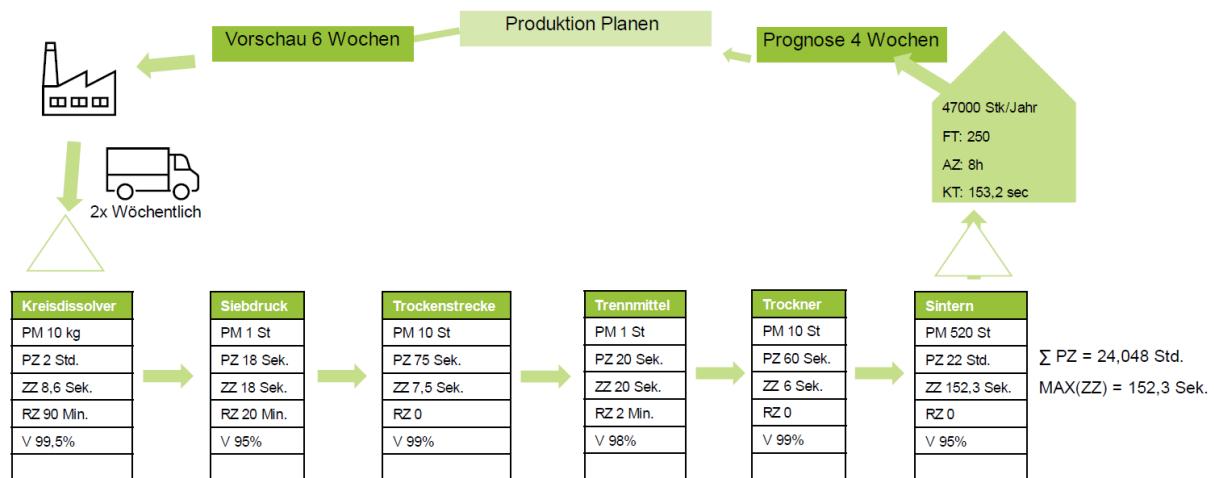 Produktion Planen
Vorschau 6 Wochen
Prognose 4 Wochen
47000 Stk/Jahr
FT: 250
AZ: 8h
KT: 153,2 sec
2x Wöchentlich
Kreisdissolver
PM 10 kg
PZ 2 Std.
ZZ 8,6 Sek.
RZ 90 Min.
V 99,5%
Siebdruck
PM 1 St
PZ 18 Sek.
ZZ 18 Sek.
RZ 20 Min.
V 95%
Trockenstrecke
PM 10 St
PZ 75 Sek.
ZZ 7,5 Sek.
RZ 0
V 99%
Trennmittel
PM 1 St
PZ 20 Sek.
ZZ 20 Sek.
RZ 2 Min.
V 98%
Trockner
PM 10 St
PZ 60 Sek.
ZZ 6 Sek.
RZ 0
V 99%
Sintern
PM 520 St
PZ 22 Std.
ZZ 152,3 Sek.
RZ 0
V 95%
∑ PZ = 24,048 Std.
MAX(ZZ) = 152,3 Sek.